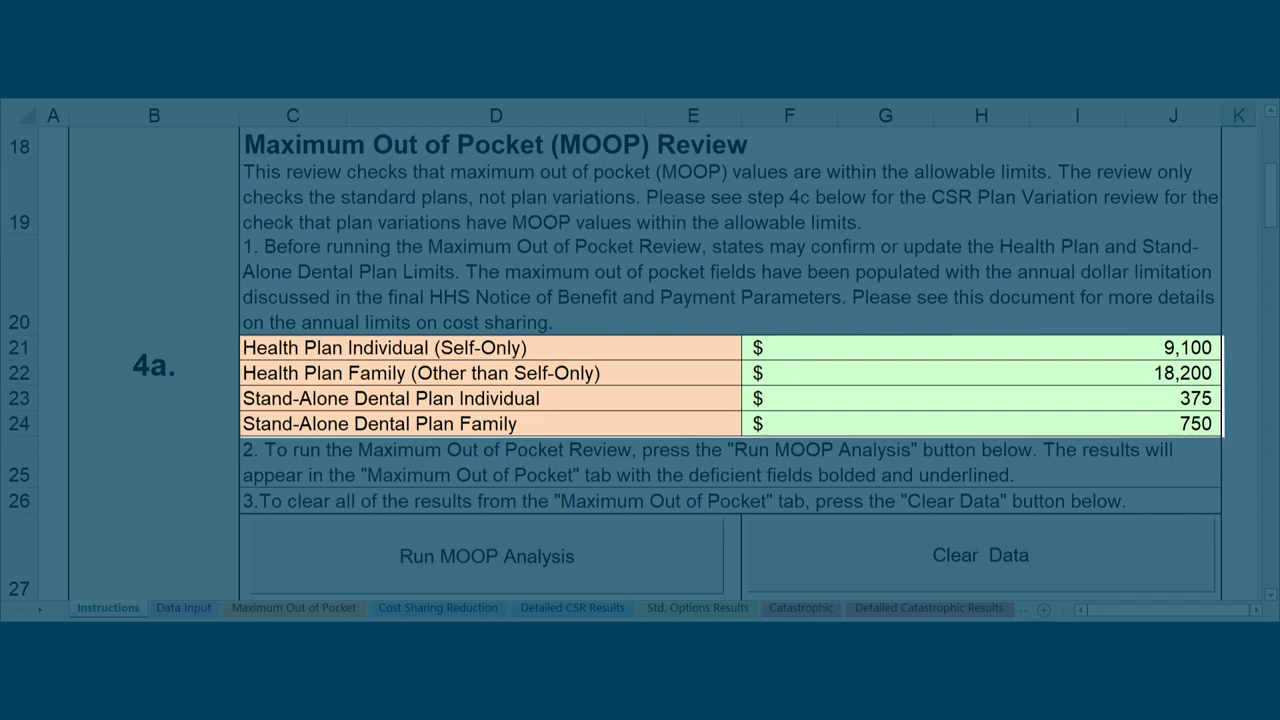 A B C D E F G H I J K
18 Maximum Out of Pocket (MOOP) Review
This review checks that maximum out of pocket (MOOP) values are within the allowable limits. The review only
checks the standard plans, not plan variations. Please see step 4c below for the CSR Plan Variation review for the
19 check that plan variations have MOOP values within the allowable limits.
1. Before running the Maximum Out of Pocket Review, states may confirm or update the Health Plan and Stand-
Alone Dental Plan Limits. The maximum out of pocket fields have been populated with the annual dollar limitation
discussed in the final HHS Notice of Benefit and Payment Parameters. Please see this document for more details
20 on the annual limits on cost sharing.
21 Health Plan Individual (Self-Only) $ 9,100
4a.
22 Health Plan Family (Other than Self-Only) $ 18,200
23 Stand-Alone Dental Plan Individual $ 375
24 Stand-Alone Dental Plan Family $ 750
2. To run the Maximum Out of Pocket Review, press the "Run MOOP Analysis" button below. The results will
25 appear in the "Maximum Out of Pocket" tab with the deficient fields bolded and underlined.
26 3.To clear all of the results from the "Maximum Out of Pocket" tab, press the "Clear Data" button below.
Run MOOP Analysis Clear Data
27
Instructions Data Input Maximum Out of Pocket Cost Sharing Reduction Detailed CSR Results Std. Options Results Catastrophic Detailed Catastrophic Results ...